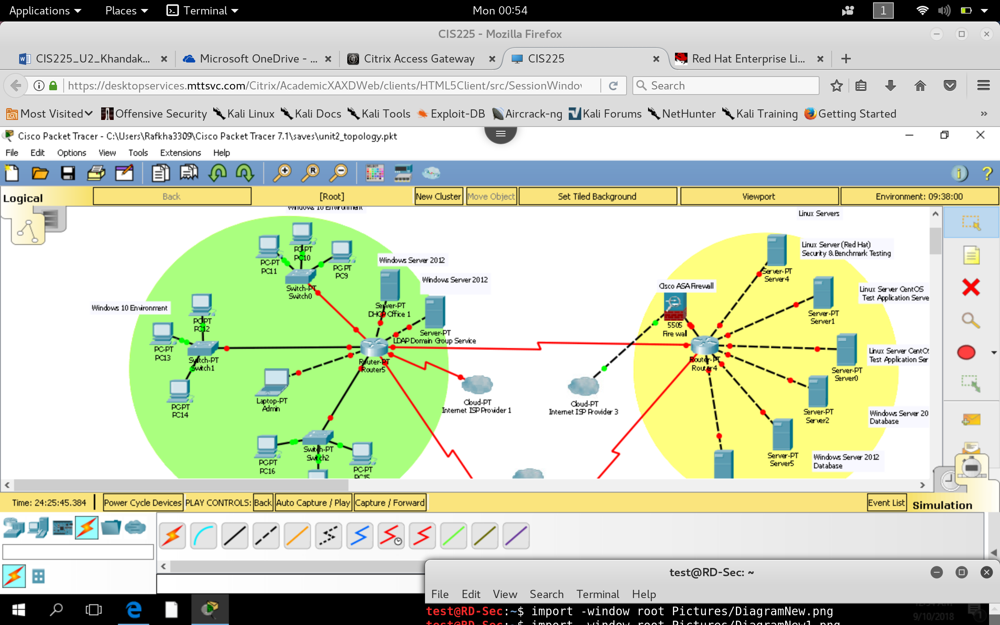 Applications Places Terminal Mon 00:54 1
CIS225 - Mozilla Firefox
CIS225_U2_Khandak... Microsoft OneDrive - ... Citrix Access Gateway CIS225 Red Hat Enterprise Li...
https://desktopservices.mttsvc.com/Citrix/AcademicXAXDWeb/clients/HTML5Client/src/SessionWindow Search
Most Visited Offensive Security Kali Linux Kali Docs Kali Tools Exploit-DB Aircrack-ng Kali Forums NetHunter Kali Training Getting Started »
Cisco Packet Tracer - C:\Users\Rafkha3309\Cisco Packet Tracer 7.1\saves\unit2_topology.pkt
File Edit Options View Tools Extensions Help
Logical Back [Root] New Cluster Move Object Set Tiled Background Viewport Environment: 09:38:00
Windows 10 Environment
Linux Servers
PC-PT
PC10
PC-PT
PC11
PC-PT
PC9
Switch-PT
Switch0
Windows Server 2012
Windows Server 2012
Server-PT
DHCP Office 1
Server-PT
LDAP Domain Group Service
Windows 10 Environment
PC-PT
PC12
PC-PT
PC13
Switch-PT
Switch1
PC-PT
PC14
Router-PT
Router5
Laptop-PT
Admin
Cloud-PT
Internet ISP Provider 1
Switch-PT
Switch2
PC-PT
PC16
PC-PT
PC15
Cloud-PT
Internet ISP Provider 3
Cisco ASA Firewall
5505
Fire wall
Router-PT
Router4
Linux Server (Red Hat)
Security & Benchmark Testing
Server-PT
Server4
Linux Server CentOS
Test Application Serve
Server-PT
Server1
Linux Server CentOS
Test Application Ser
Server-PT
Server0
Server-PT
Server2
Windows Server 20
Database
Server-PT
Server5
Windows Server 2012
Database
Time: 24:25:45.384 Power Cycle Devices PLAY CONTROLS: Back Auto Capture / Play Capture / Forward Event List Simulation
test@RD-Sec: ~
File Edit View Search Terminal Help
test@RD-Sec:~$ import -window root Pictures/DiagramNew.png
test@RD-Sec:~$ import -window root Pictures/DiagramNew1.png
12:54 AM
9/10/2018